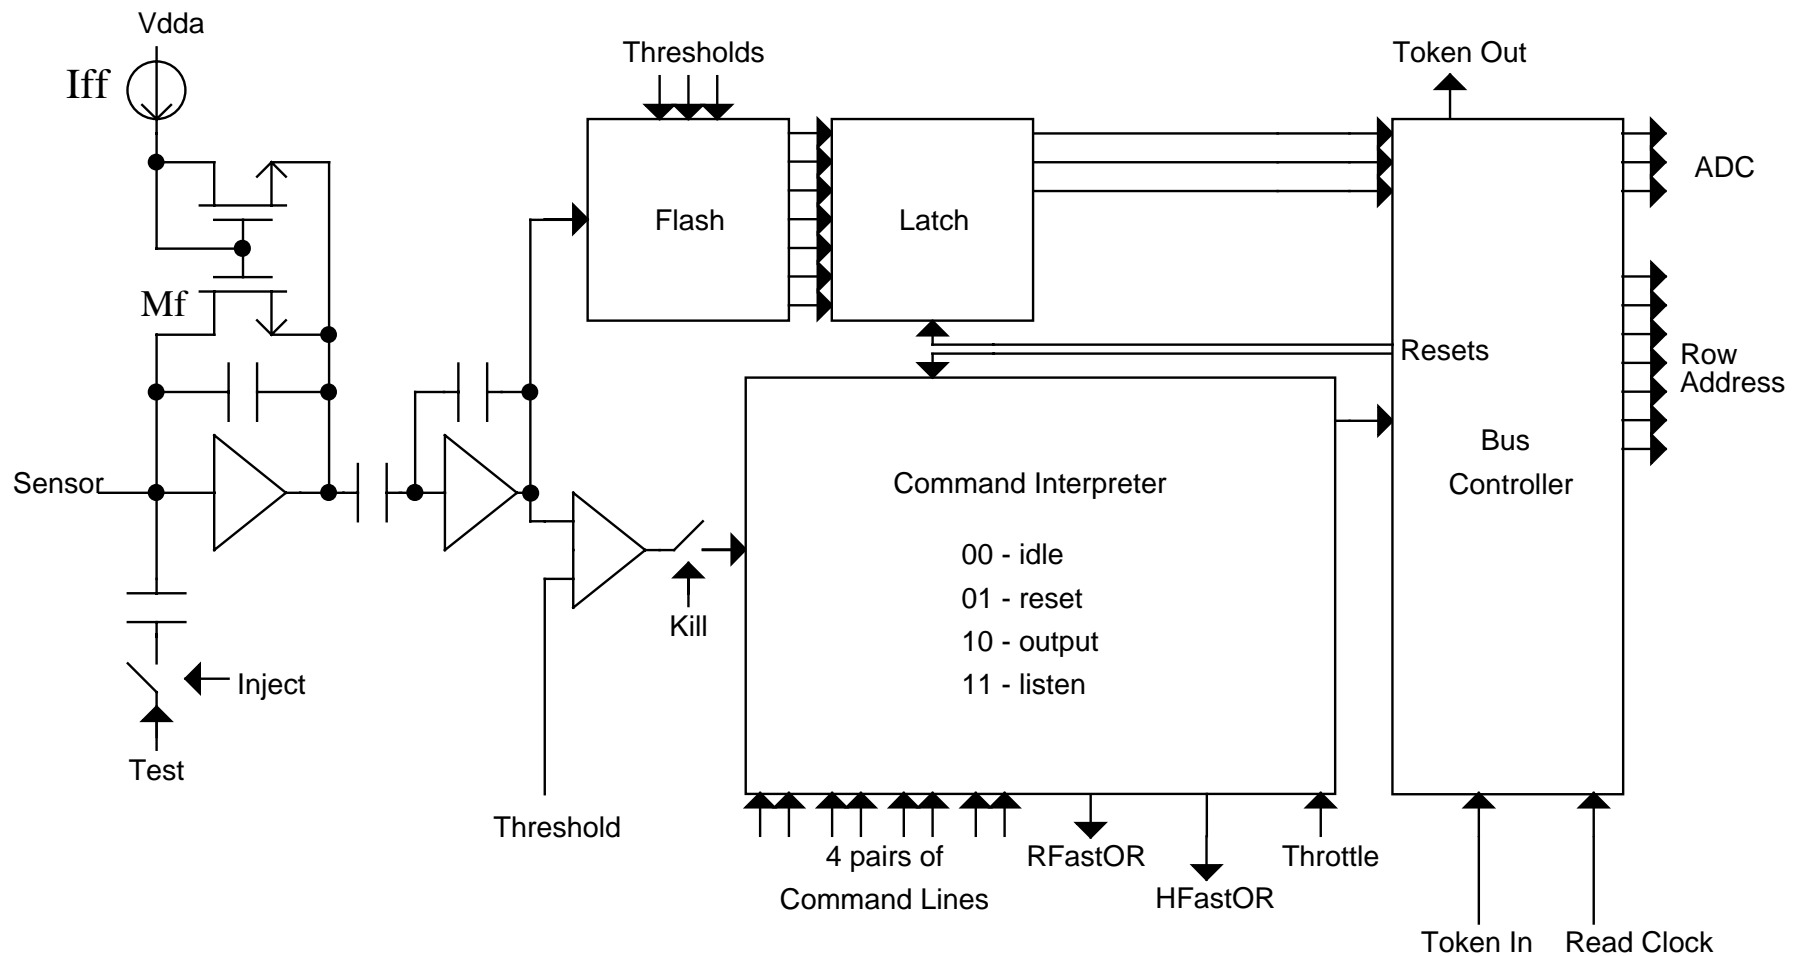 Vdda
Iff
Thresholds
Token Out
ADC
Flash
Latch
Mf
Resets
Row
Address
Bus
Controller
Sensor
Command Interpreter
00 - idle
01 - reset
10 - output
11 - listen
Kill
Inject
Test
Threshold
4 pairs of
Command Lines
RFastOR
HFastOR
Throttle
Token In
Read Clock